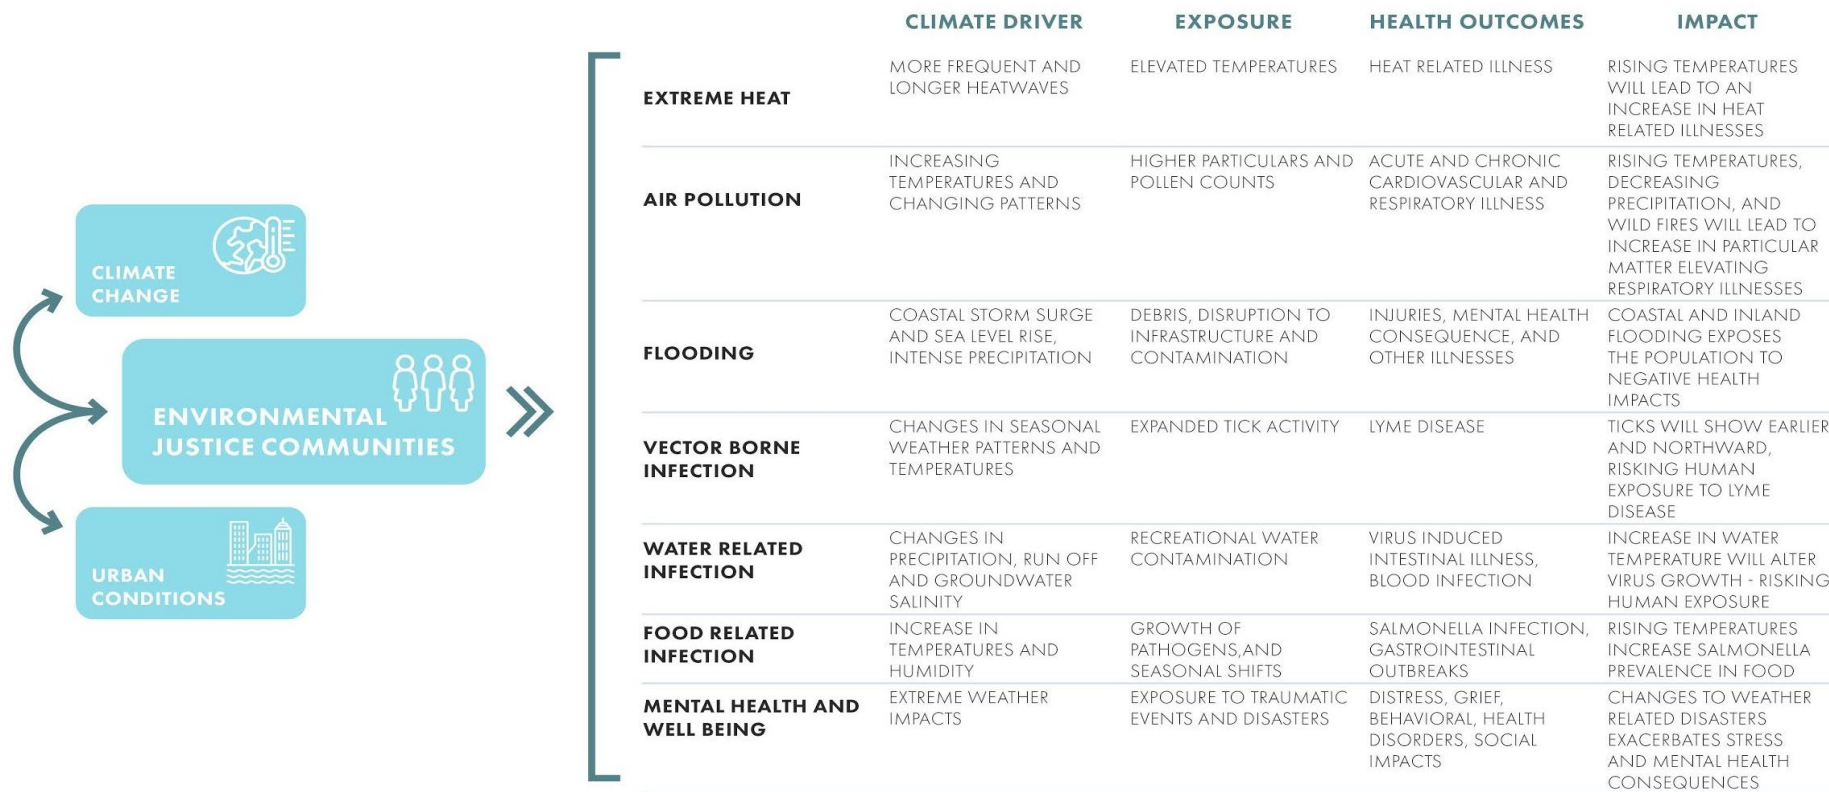 CLIMATE
CHANGE
ENVIRONMENTAL
JUSTICE COMMUNITIES
URBAN
CONDITIONS
CLIMATE DRIVER
EXPOSURE
HEALTH OUTCOMES
IMPACT
EXTREME HEAT
MORE FREQUENT AND
LONGER HEATWAVES
ELEVATED TEMPERATURES
HEAT RELATED ILLNESS
RISING TEMPERATURES
WILL LEAD TO AN
INCREASE IN HEAT
RELATED ILLNESSES
AIR POLLUTION
INCREASING
TEMPERATURES AND
CHANGING PATTERNS
HIGHER PARTICULARS AND
POLLEN COUNTS
ACUTE AND CHRONIC
CARDIOVASCULAR AND
RESPIRATORY ILLNESS
RISING TEMPERATURES,
DECREASING
PRECIPITATION, AND
WILD FIRES WILL LEAD TO
INCREASE IN PARTICULAR
MATTER ELEVATING
RESPIRATORY ILLNESSES
FLOODING
COASTAL STORM SURGE
AND SEA LEVEL RISE,
INTENSE PRECIPITATION
DEBRIS, DISRUPTION TO
INFRASTRUCTURE AND
CONTAMINATION
INJURIES, MENTAL HEALTH
CONSEQUENCE, AND
OTHER ILLNESSES
COASTAL AND INLAND
FLOODING EXPOSES
THE POPULATION TO
NEGATIVE HEALTH
IMPACTS
VECTOR BORNE
INFECTION
CHANGES IN SEASONAL
WEATHER PATTERNS AND
TEMPERATURES
EXPANDED TICK ACTIVITY
LYME DISEASE
TICKS WILL SHOW EARLIER
AND NORTHWARD,
RISKING HUMAN
EXPOSURE TO LYME
DISEASE
WATER RELATED
INFECTION
CHANGES IN
PRECIPITATION, RUN OFF
AND GROUNDWATER
SALINITY
RECREATIONAL WATER
CONTAMINATION
VIRUS INDUCED
INTESTINAL ILLNESS,
BLOOD INFECTION
INCREASE IN WATER
TEMPERATURE WILL ALTER
VIRUS GROWTH - RISKING
HUMAN EXPOSURE
FOOD RELATED
INFECTION
INCREASE IN
TEMPERATURES AND
HUMIDITY
GROWTH OF
PATHOGENS,AND
SEASONAL SHIFTS
SALMONELLA INFECTION,
GASTROINTESTINAL
OUTBREAKS
RISING TEMPERATURES
INCREASE SALMONELLA
PREVALENCE IN FOOD
MENTAL HEALTH AND
WELL BEING
EXTREME WEATHER
IMPACTS
EXPOSURE TO TRAUMATIC
EVENTS AND DISASTERS
DISTRESS, GRIEF,
BEHAVIORAL, HEALTH
DISORDERS, SOCIAL
IMPACTS
CHANGES TO WEATHER
RELATED DISASTERS
EXACERBATES STRESS
AND MENTAL HEALTH
CONSEQUENCES